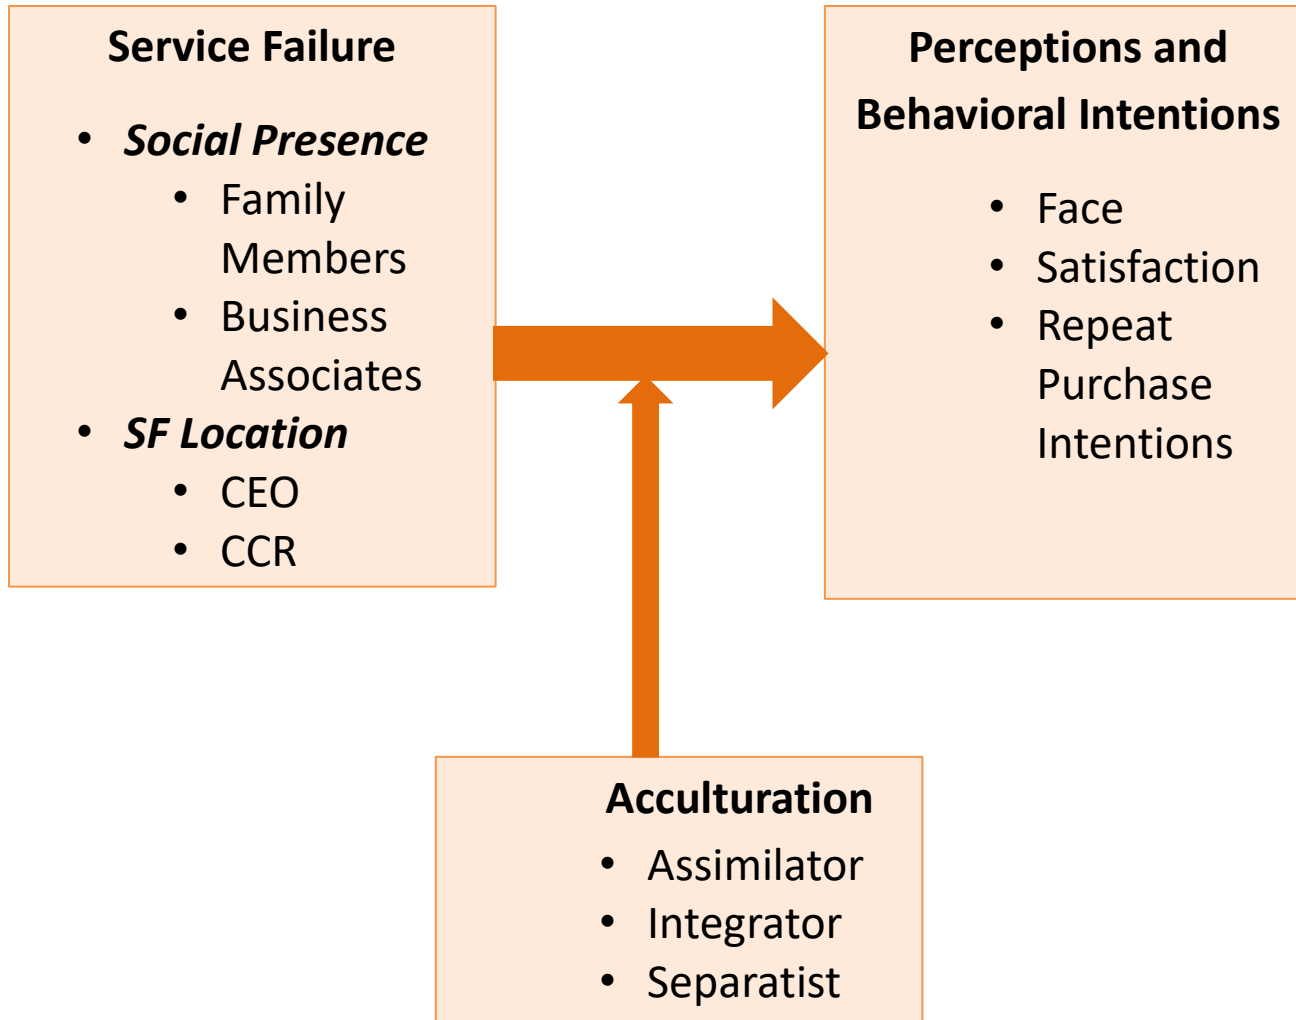 Service Failure
• Social Presence
• Family
Members
• Business
Associates
• SF Location
• CEO
• CCR
Perceptions and
Behavioral Intentions
• Face
• Satisfaction
• Repeat
Purchase
Intentions
Acculturation
• Assimilator
• Integrator
• Separatist